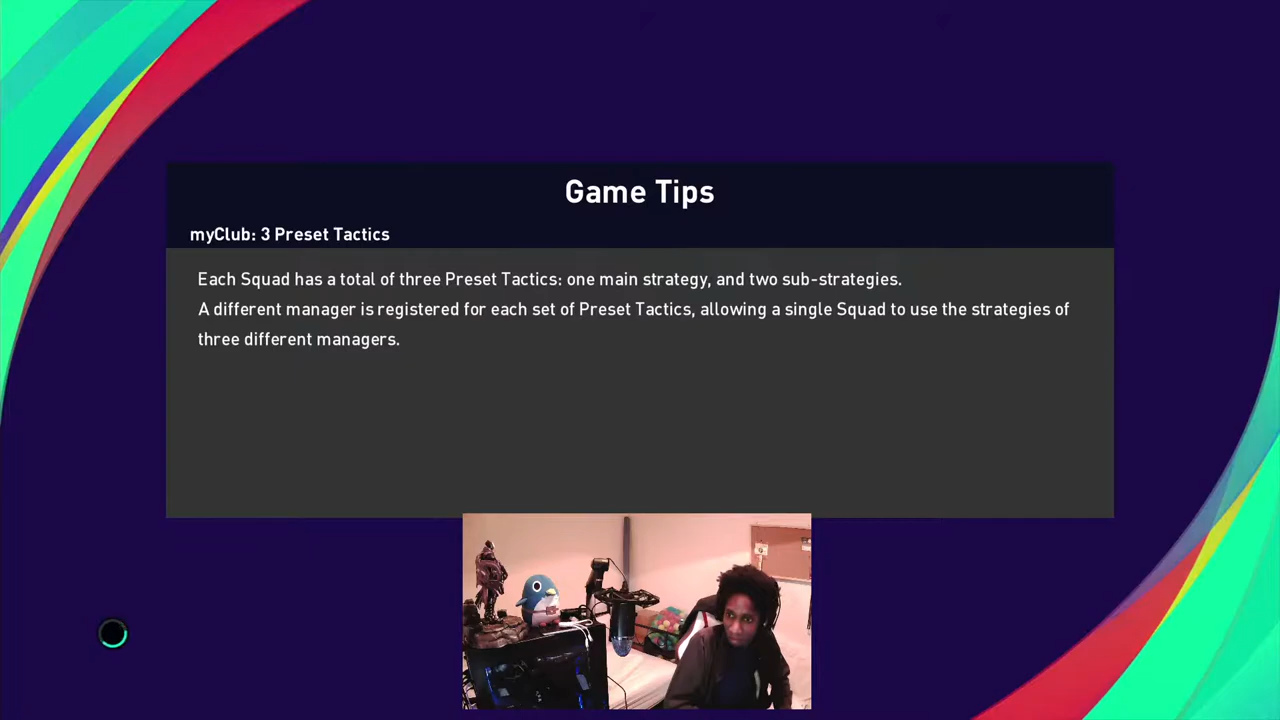 Game Tips
myClub: 3 Preset Tactics
Each Squad has a total of three Preset Tactics: one main strategy, and two sub-strategies.
A different manager is registered for each set of Preset Tactics, allowing a single Squad to use the strategies of
three different managers.